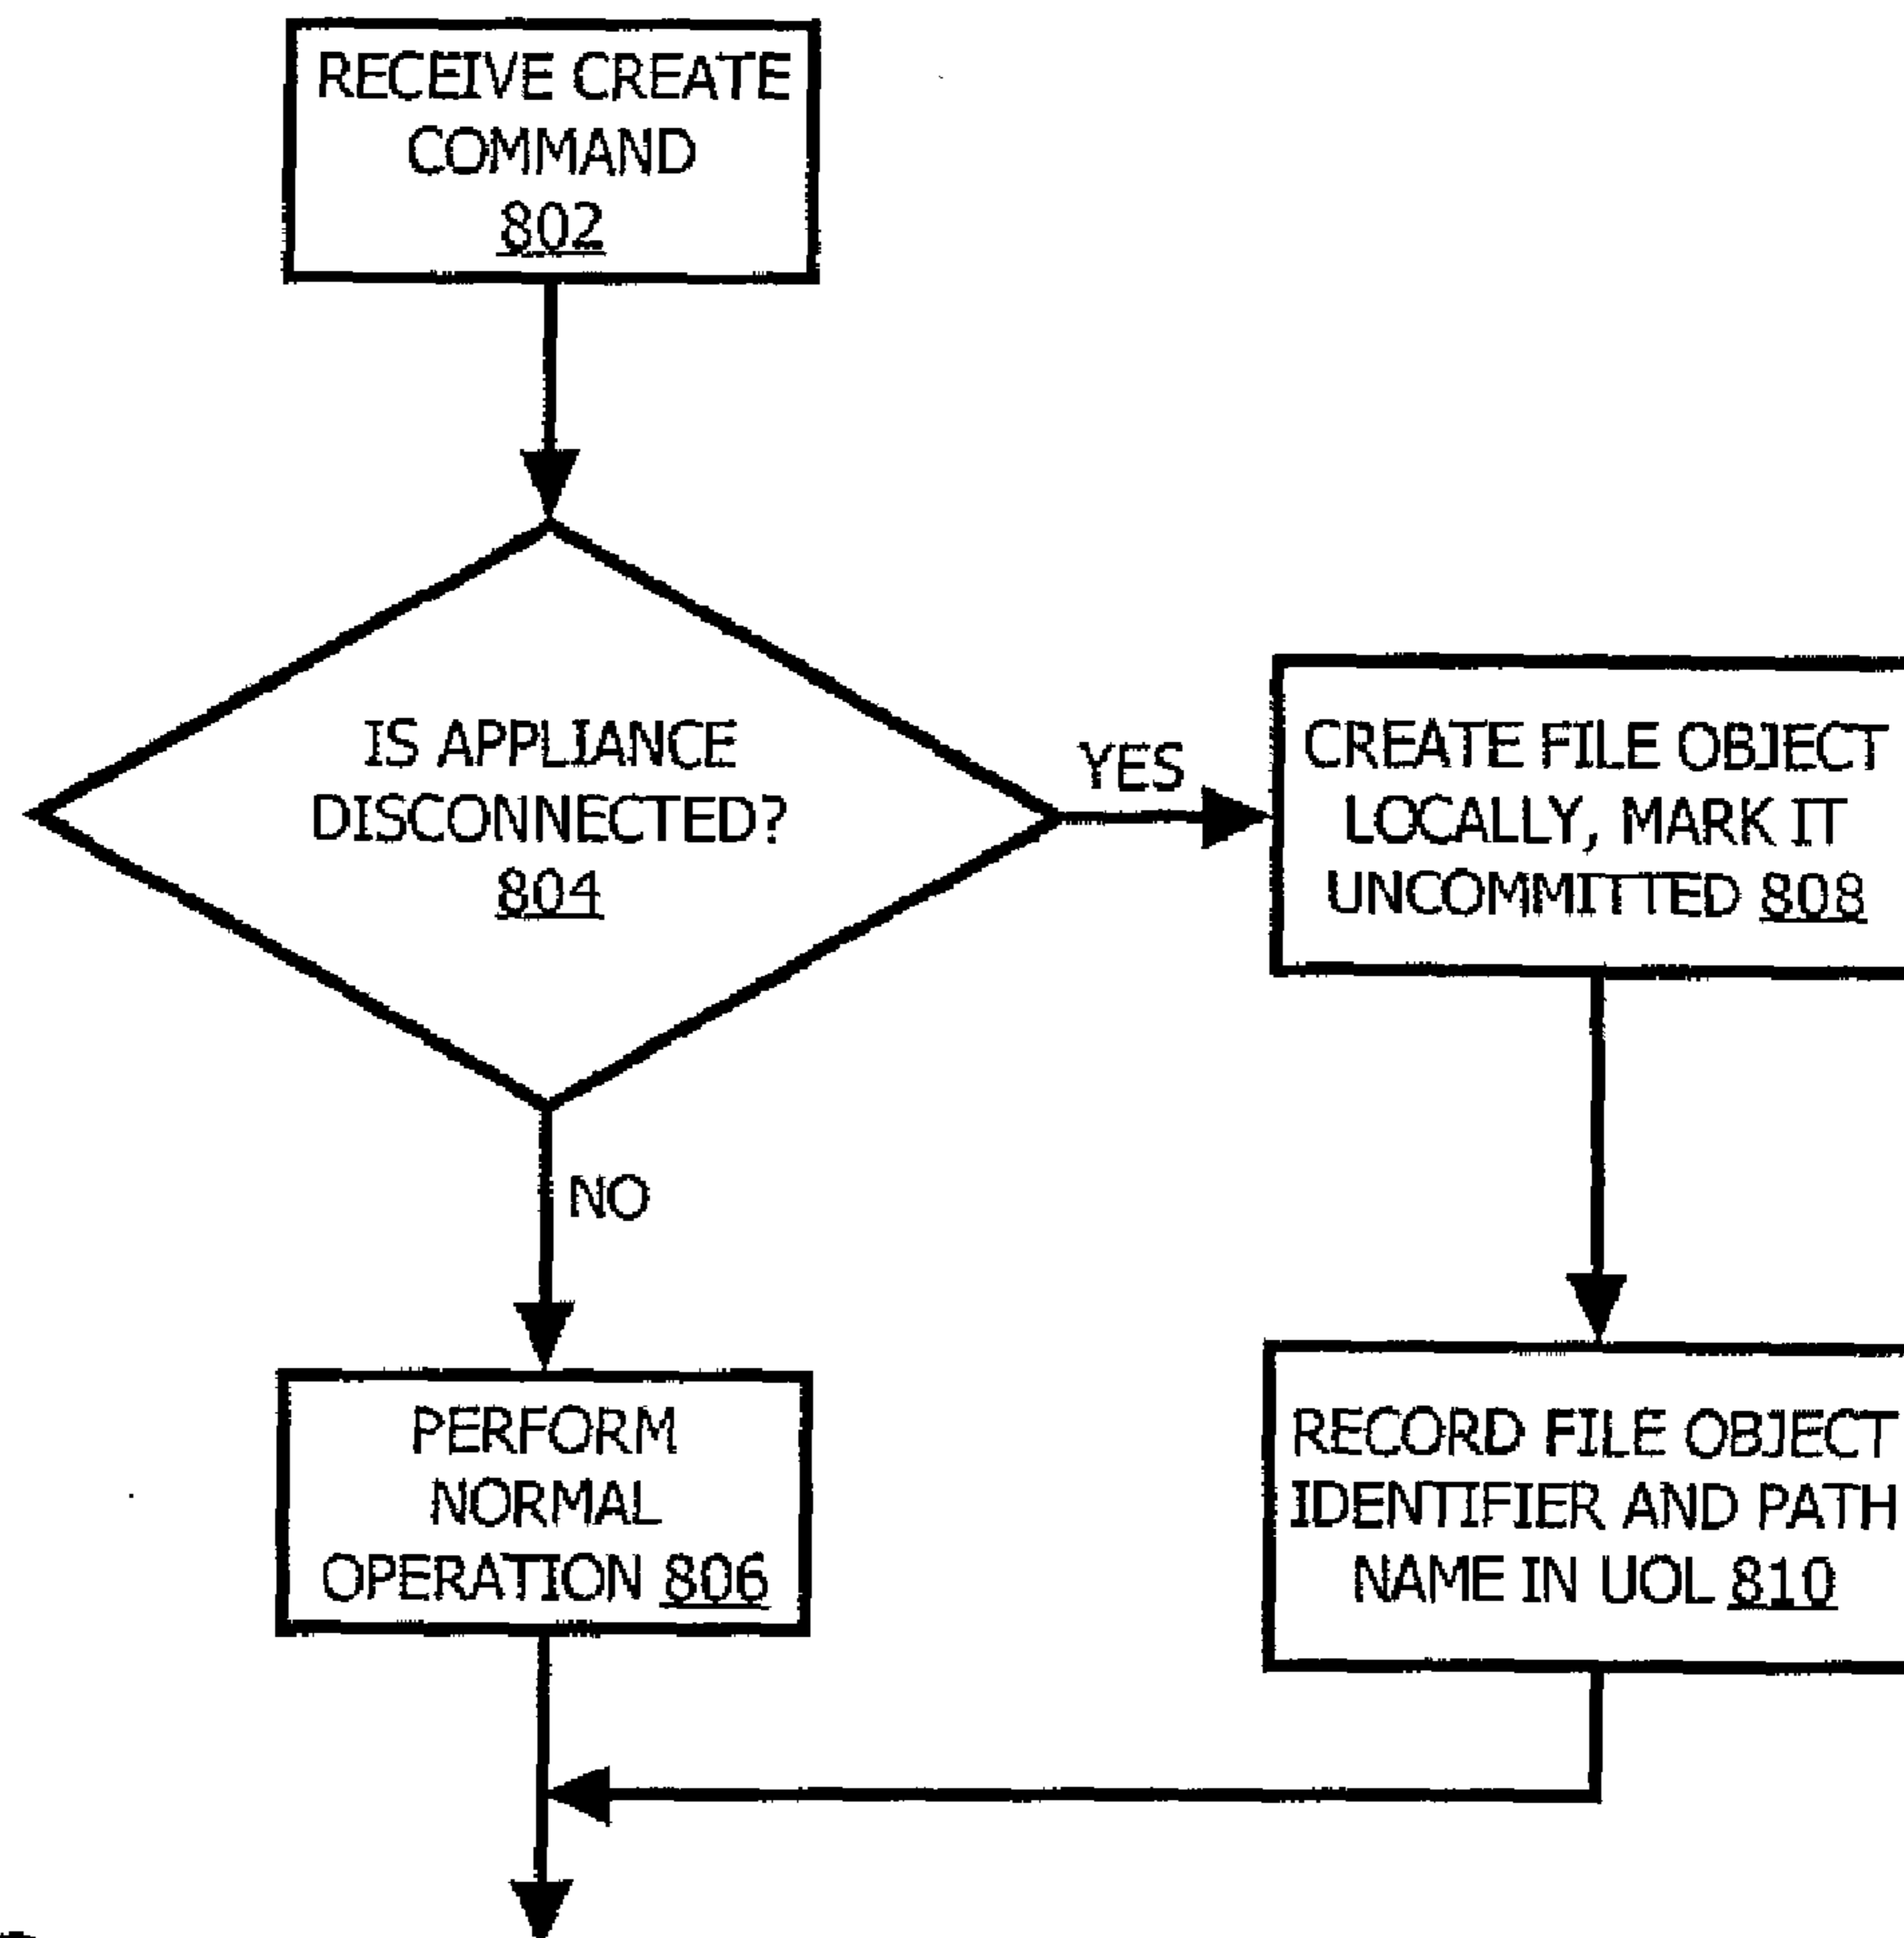 RECEIVE CREATE
COMMAND
802
IS APPLIANCE
DISCONNECTED?
804
YES
CREATE FILE OBJECT
LOCALLY, MARK IT
UNCOMMITTED 808
NO
PERFORM
NORMAL
OPERATION 806
RECORD FILE OBJECT
IDENTIFIER AND PATH
NAME IN UOL 810